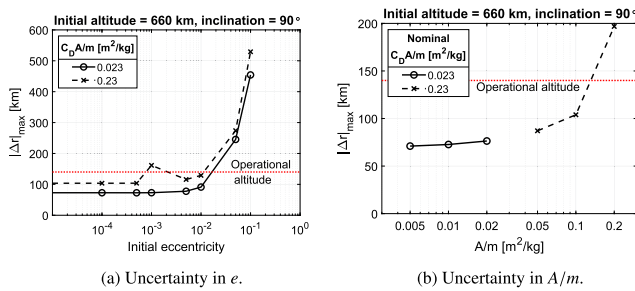 Initial altitude = 660 km, inclination = 90°
C_D A/m [m²/kg]
0.023
0.23
600
500
400
300
200
100
0
|Δr|max [km]
Operational
altitude
10⁻⁴ 10⁻³ 10⁻² 10⁻¹ 10⁰
Initial eccentricity
(a) Uncertainty in e.
Initial altitude = 660 km, inclination = 90°
Nominal
C_D A/m [m²/kg]
0.023
0.23
200
150
100
50
0
|Δr|max [km]
Operational altitude
0.005 0.01 0.02 0.05 0.1 0.2
A/m [m²/kg]
(b) Uncertainty in A/m.